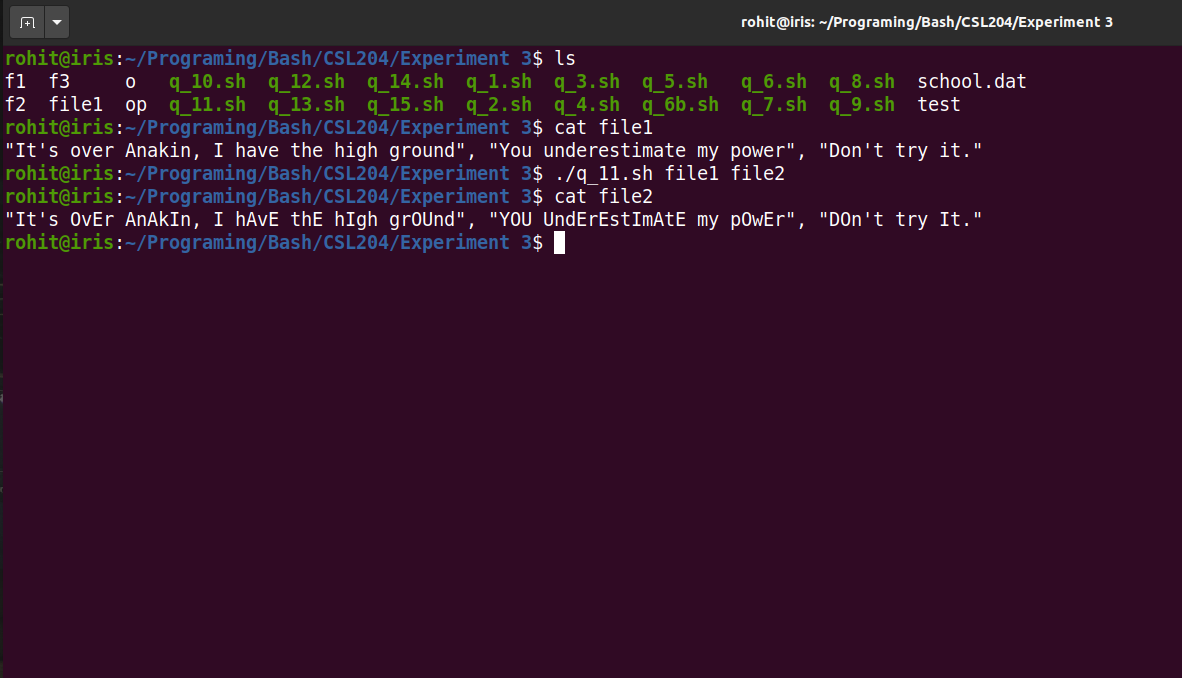 rohit@iris: ~/Programing/Bash/CSL204/Experiment 3
rohit@iris:~/Programing/Bash/CSL204/Experiment 3$ ls
f1  f3     o   q_10.sh  q_12.sh  q_14.sh  q_1.sh  q_3.sh  q_5.sh   q_6.sh  q_8.sh  school.dat
f2  file1  op  q_11.sh  q_13.sh  q_15.sh  q_2.sh  q_4.sh  q_6b.sh  q_7.sh  q_9.sh  test
rohit@iris:~/Programing/Bash/CSL204/Experiment 3$ cat file1
"It's over Anakin, I have the high ground", "You underestimate my power", "Don't try it."
rohit@iris:~/Programing/Bash/CSL204/Experiment 3$ ./q_11.sh file1 file2
rohit@iris:~/Programing/Bash/CSL204/Experiment 3$ cat file2
"It's OvEr AnAkIn, I hAvE thE hIgh grOUnd", "YOU UndErEstImAtE my pOwEr", "DOn't try It."
rohit@iris:~/Programing/Bash/CSL204/Experiment 3$